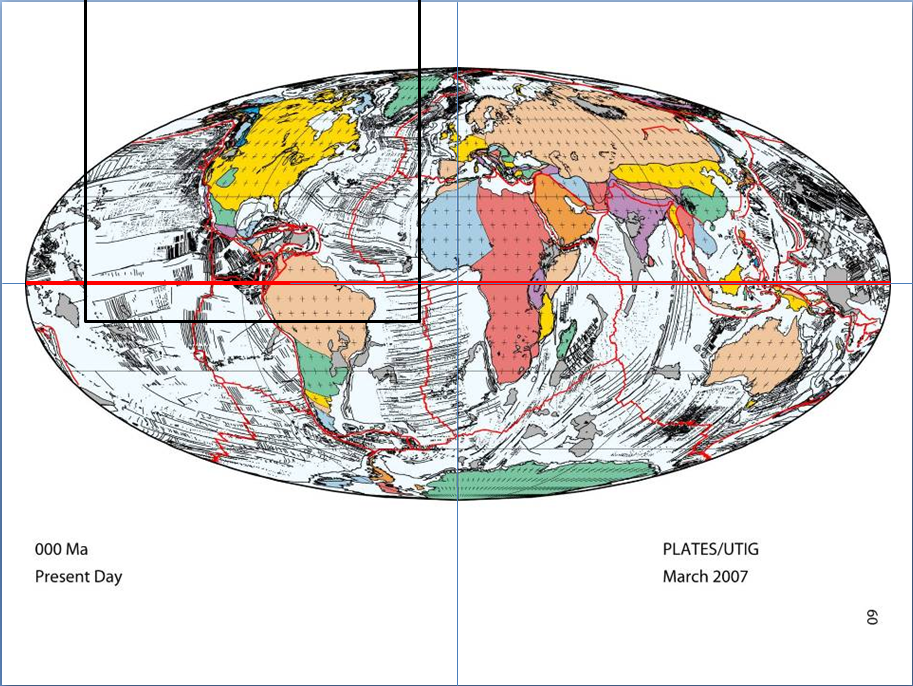 000 Ma
Present Day
PLATES/UTIG
March 2007
60